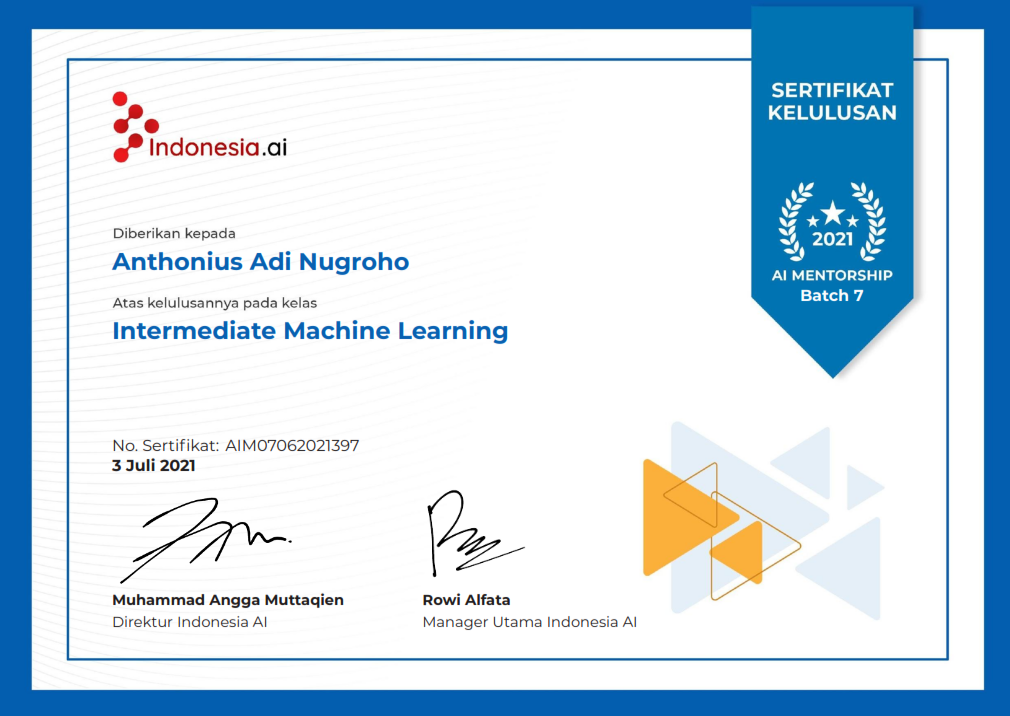 Indonesia.ai
SERTIFIKAT
KELULUSAN
2021
AI MENTORSHIP
Batch 7
Diberikan kepada
Anthonius Adi Nugroho
Atas kelulusannya pada kelas
Intermediate Machine Learning
No. Sertifikat: AIM07062021397
3 Juli 2021
Muhammad Angga Muttaqien
Direktur Indonesia AI
Rowi Alfata
Manager Utama Indonesia AI